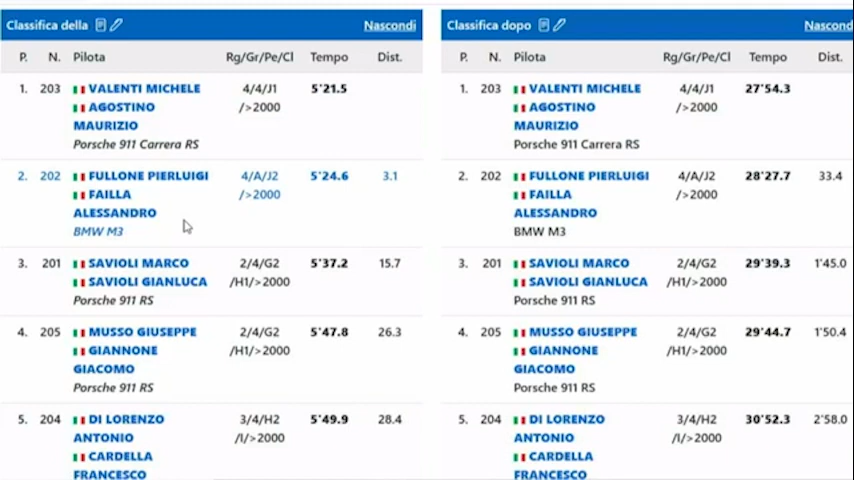 Classifica della Nascondi
P. N. Pilota Rg/Gr/Pe/Cl Tempo Dist.
1. 203 VALENTI MICHELE 4/4/J1 5'21.5
AGOSTINO />2000
MAURIZIO
Porsche 911 Carrera RS
2. 202 FULLONE PIERLUIGI 4/A/J2 5'24.6 3.1
FAILLA />2000
ALESSANDRO
BMW M3
3. 201 SAVIOLI MARCO 2/4/G2 5'37.2 15.7
SAVIOLI GIANLUCA /H1/>2000
Porsche 911 RS
4. 205 MUSSO GIUSEPPE 2/4/G2 5'47.8 26.3
GIANNONE /H1/>2000
GIACOMO
Porsche 911 RS
5. 204 DI LORENZO 3/4/H2 5'49.9 28.4
ANTONIO /I/>2000
CARDELLA
FRANCESCO
Classifica dopo Nascond
P. N. Pilota Rg/Gr/Pe/Cl Tempo Dist.
1. 203 VALENTI MICHELE 4/4/J1 27'54.3
AGOSTINO />2000
MAURIZIO
Porsche 911 Carrera RS
2. 202 FULLONE PIERLUIGI 4/A/J2 28'27.7 33.4
FAILLA />2000
ALESSANDRO
BMW M3
3. 201 SAVIOLI MARCO 2/4/G2 29'39.3 1'45.0
SAVIOLI GIANLUCA /H1/>2000
Porsche 911 RS
4. 205 MUSSO GIUSEPPE 2/4/G2 29'44.7 1'50.4
GIANNONE /H1/>2000
GIACOMO
Porsche 911 RS
5. 204 DI LORENZO 3/4/H2 30'52.3 2'58.0
ANTONIO /I/>2000
CARDELLA
FRANCESCO